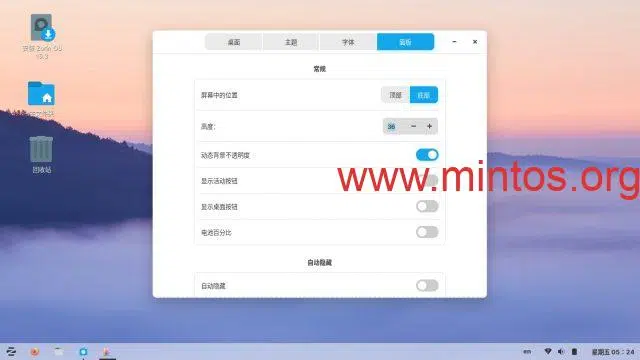 安装 Zorin OS
15.3
回收站
桌面
主题
字体
面板
常规
屏幕中的位置
顶部
底部
高度:
36
动态背景不透明度
显示活动按钮
显示桌面按钮
电池百分比
自动隐藏
自动隐藏
www.mintos.org
en
星期五 05：24